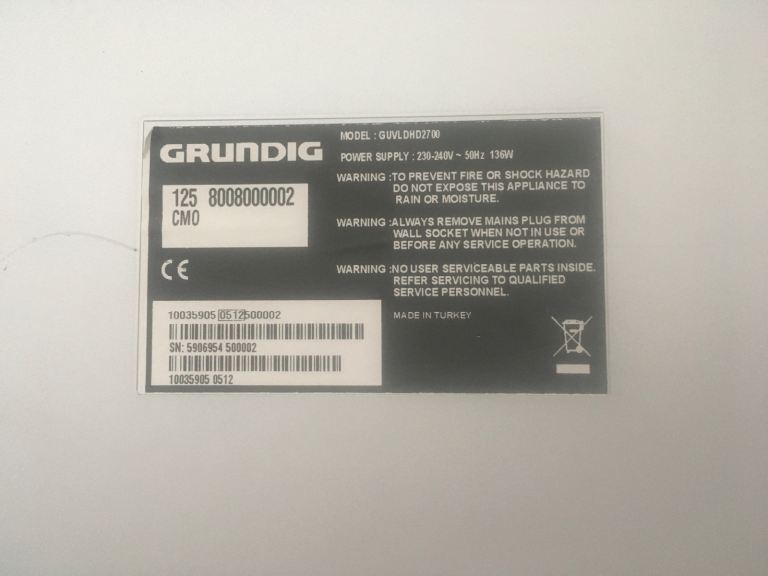 GRUNDIG
MODEL : GUVLDHD2700
POWER SUPPLY : 230-240V ~ 50Hz 136W
125 8008000002
CMO
WARNING :TO PREVENT FIRE OR SHOCK HAZARD
DO NOT EXPOSE THIS APPLIANCE TO
RAIN OR MOISTURE.
WARNING :ALWAYS REMOVE MAINS PLUG FROM
WALL SOCKET WHEN NOT IN USE OR
BEFORE ANY SERVICE OPERATION.
CE
WARNING :NO USER SERVICEABLE PARTS INSIDE.
REFER SERVICING TO QUALIFIED
SERVICE PERSONNEL.
MADE IN TURKEY
10035905 0512 500002
SN: 5906954 500002
10035905 0512